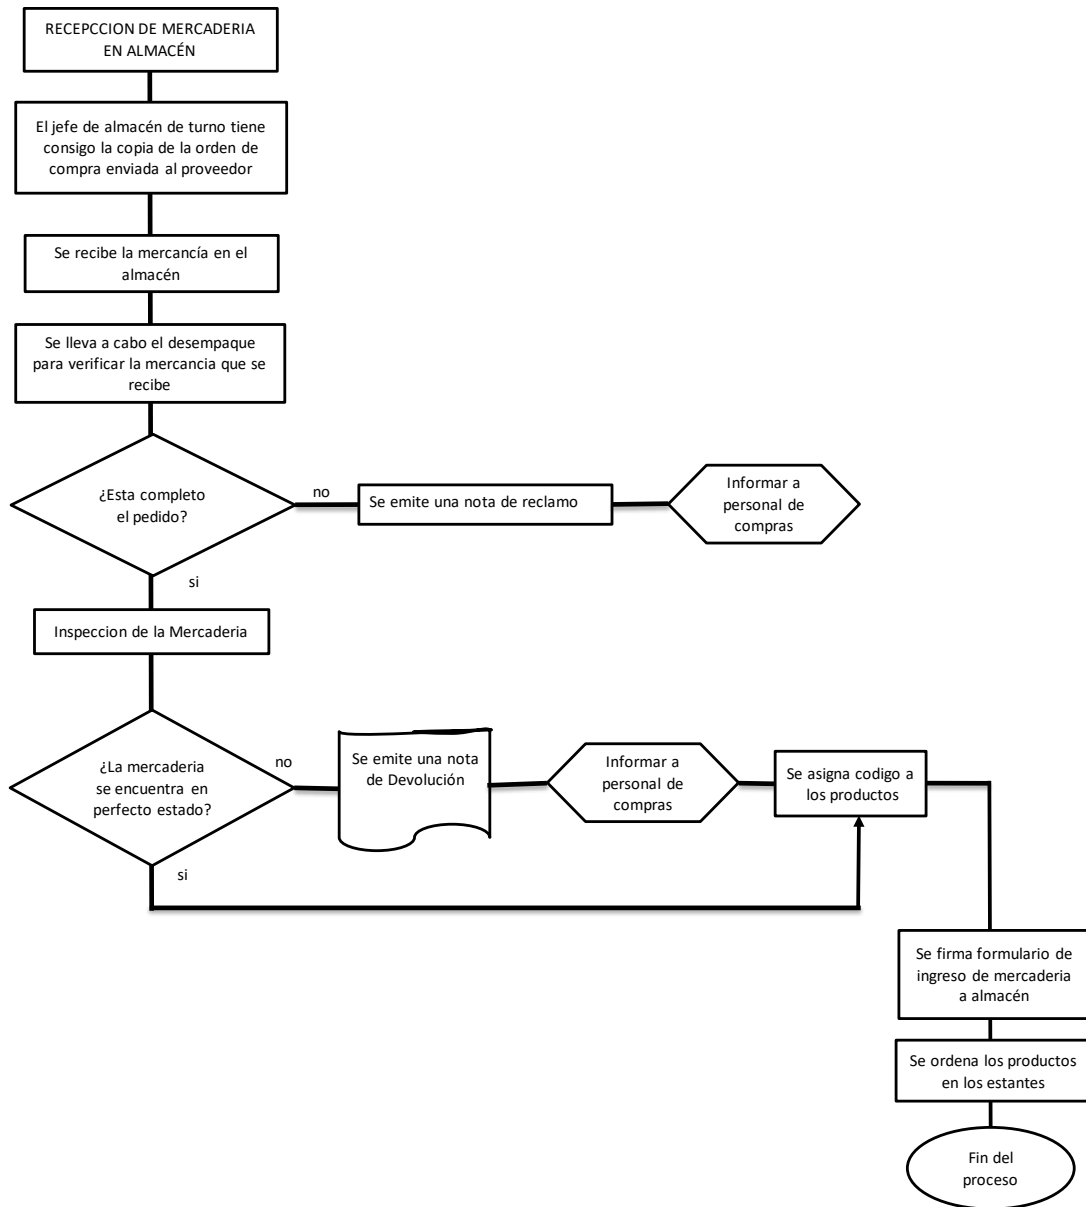 RECEPCCION DE MERCADERIA
EN ALMACÉN
El jefe de almacén de turno tiene
consigo la copia de la orden de
compra enviada al proveedor
Se recibe la mercancía en el
almacén
Se lleva a cabo el desempaque
para verificar la mercancia que se
recibe
¿Esta completo
el pedido?
no
Se emite una nota de reclamo
Informar a
personal de
compras
si
Inspeccion de la Mercaderia
¿La mercaderia
se encuentra en
perfecto estado?
no
Se emite una nota
de Devolución
Informar a
personal de
compras
Se asigna codigo a
los productos
si
Se firma formulario de
ingreso de mercaderia
a almacén
Se ordena los productos
en los estantes
Fin del
proceso